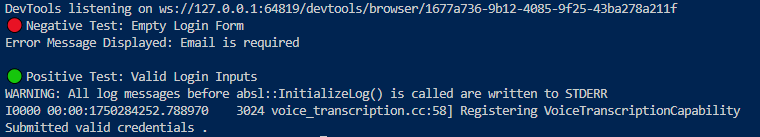 DevTools listening on ws://127.0.0.1:64819/devtools/browser/1677a736-9b12-4085-9f25-43ba278a211f
🔴 Negative Test: Empty Login Form
Error Message Displayed: Email is required
🟢 Positive Test: Valid Login Inputs
WARNING: All log messages before absl::InitializeLog() is called are written to STDERR
I0000 00:00:1750284252.788970    3024 voice_transcription.cc:58] Registering VoiceTranscriptionCapability
Submitted valid credentials .